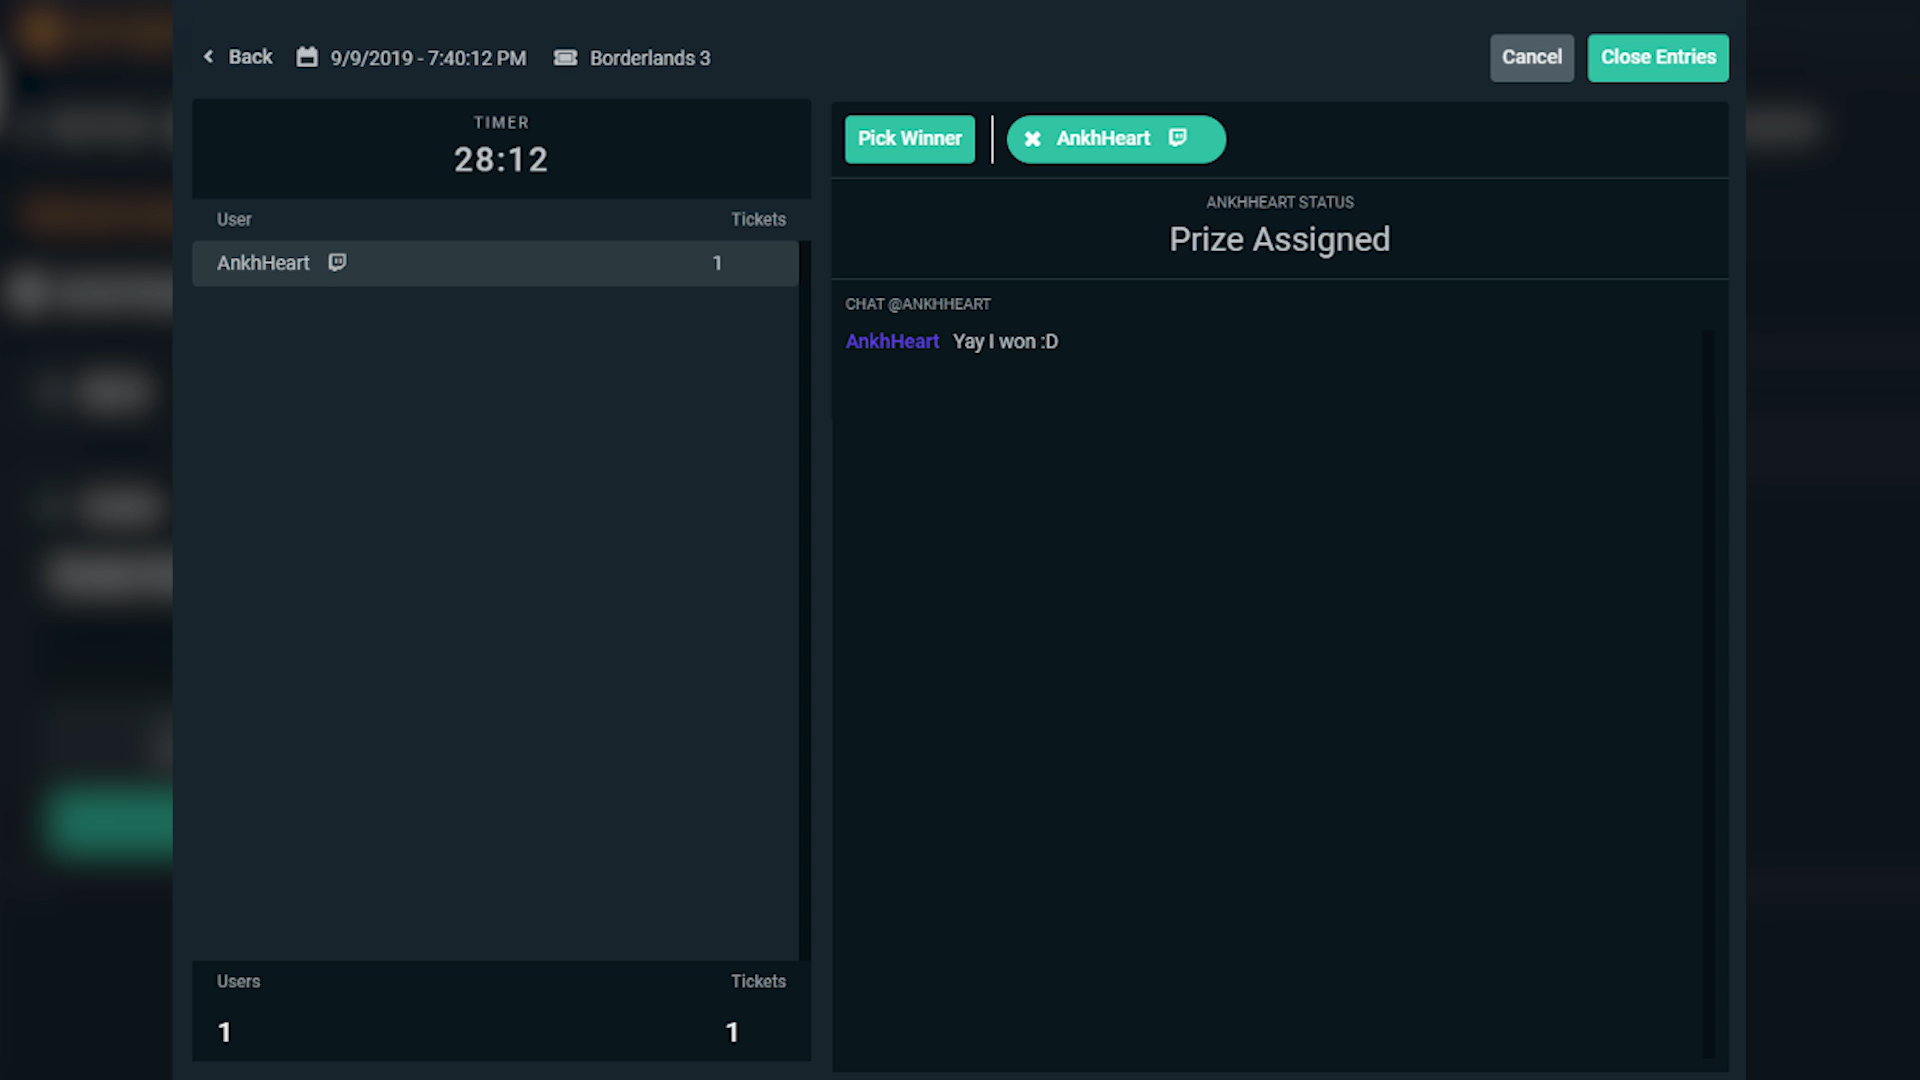 Back 9/9/2019 - 7:40:12 PM Borderlands 3 Cancel Close Entries
TIMER
28:12
User Tickets
AnkhHeart 1
Users Tickets
1 1
Pick Winner AnkhHeart
ANKHHEART STATUS
Prize Assigned
CHAT @ANKHHEART
AnkhHeart Yay I won :D